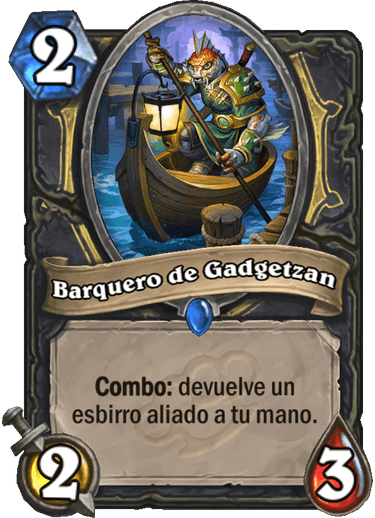 2
Barquero de Gadgetzan
Combo: devuelve un
esbirro aliado a tu mano.
2
3